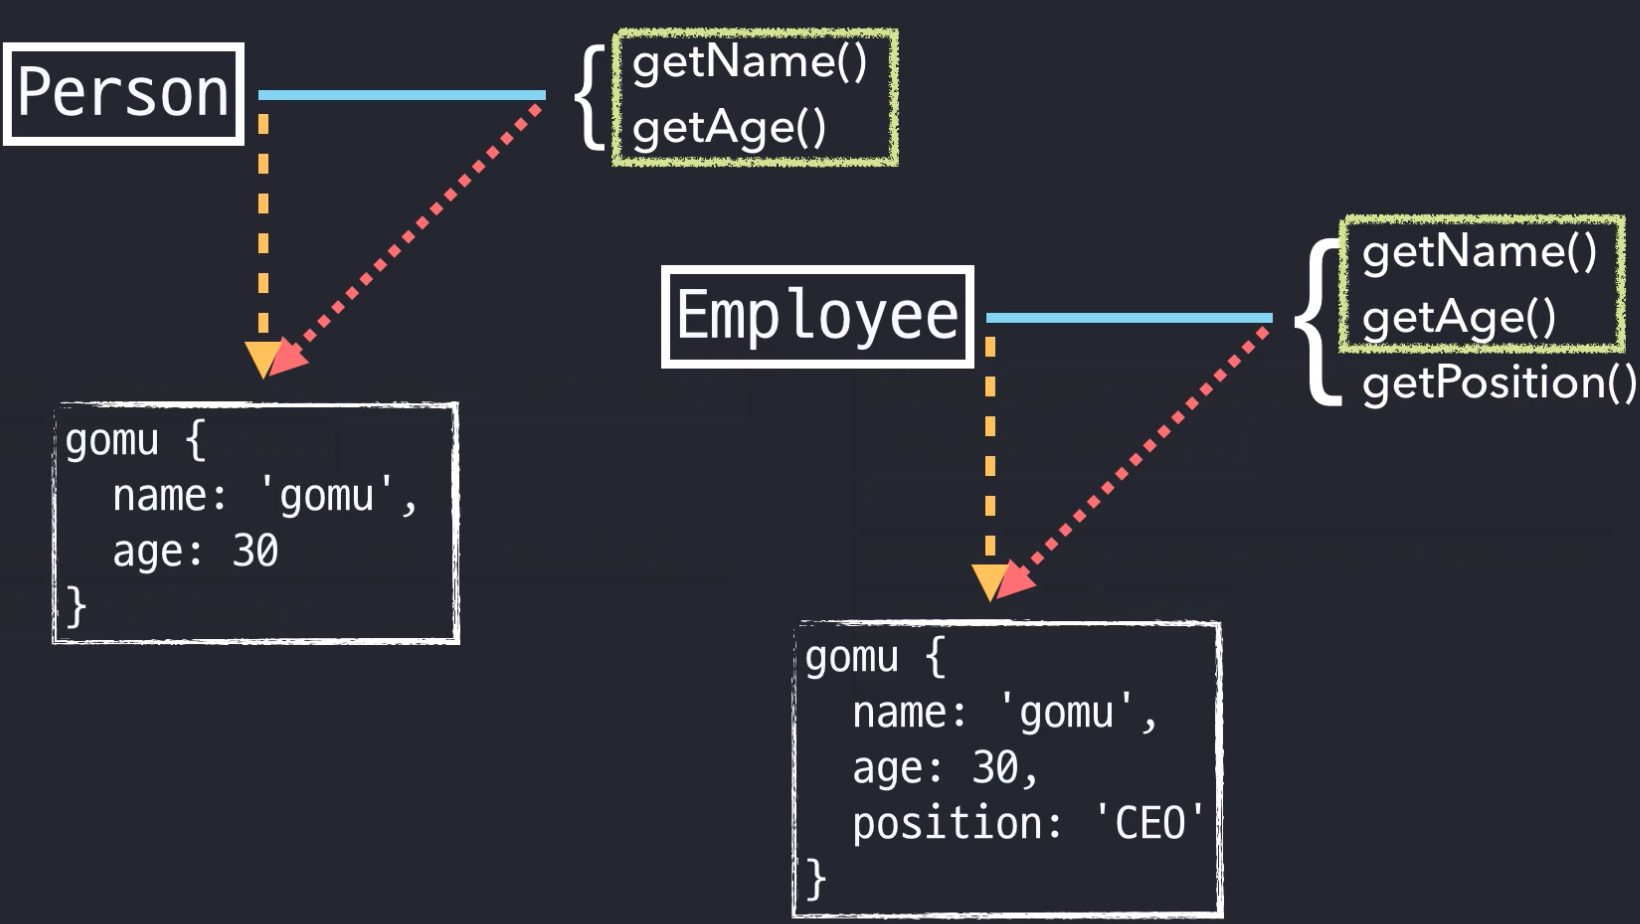 Person
{ getName()
getAge()
gomu {
name: 'gomu',
age: 30
}
Employee
{ getName()
getAge()
getPosition()
gomu {
name: 'gomu',
age: 30,
position: 'CEO'
}